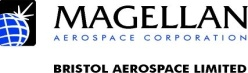 MAGELLAN
AEROSPACE CORPORATION
BRISTOL AEROSPACE LIMITED